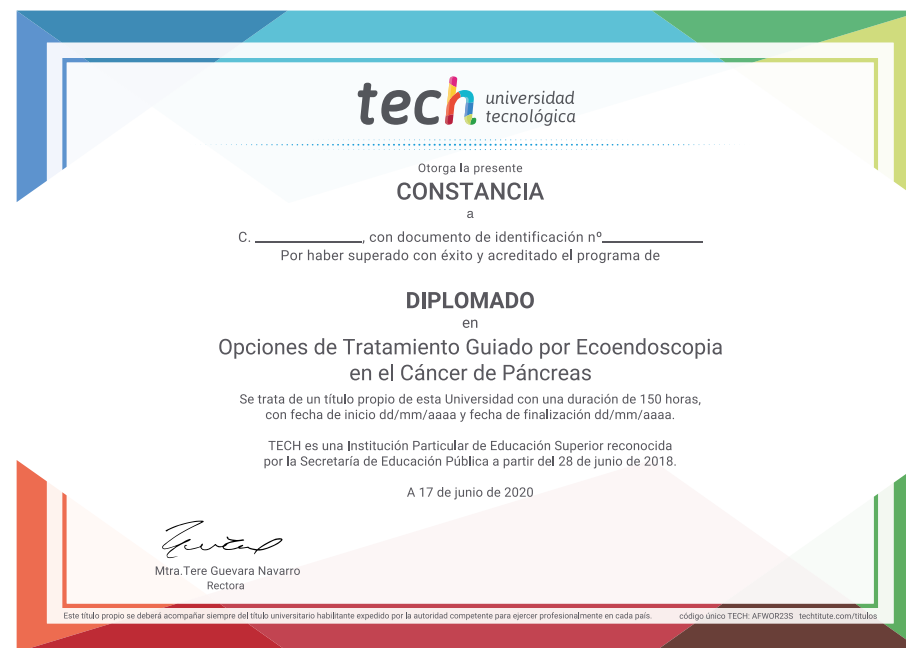 tech universidad
tecnológica
Otorga la presente
CONSTANCIA
a
C. ____________, con documento de identificación nº____________
Por haber superado con éxito y acreditado el programa de
DIPLOMADO
en
Opciones de Tratamiento Guiado por Ecoendoscopia
en el Cáncer de Páncreas
Se trata de un título propio de esta Universidad con una duración de 150 horas,
con fecha de inicio dd/mm/aaaa y fecha de finalización dd/mm/aaaa.
TECH es una Institución Particular de Educación Superior reconocida
por la Secretaría de Educación Pública a partir del 28 de junio de 2018.
A 17 de junio de 2020
Mtra.Tere Guevara Navarro
Rectora
Este título propio se deberá acompañar siempre del título universitario habilitante expedido por la autoridad competente para ejercer profesionalmente en cada país. código único TECH: AFWOR23S techtitute.com/titulos